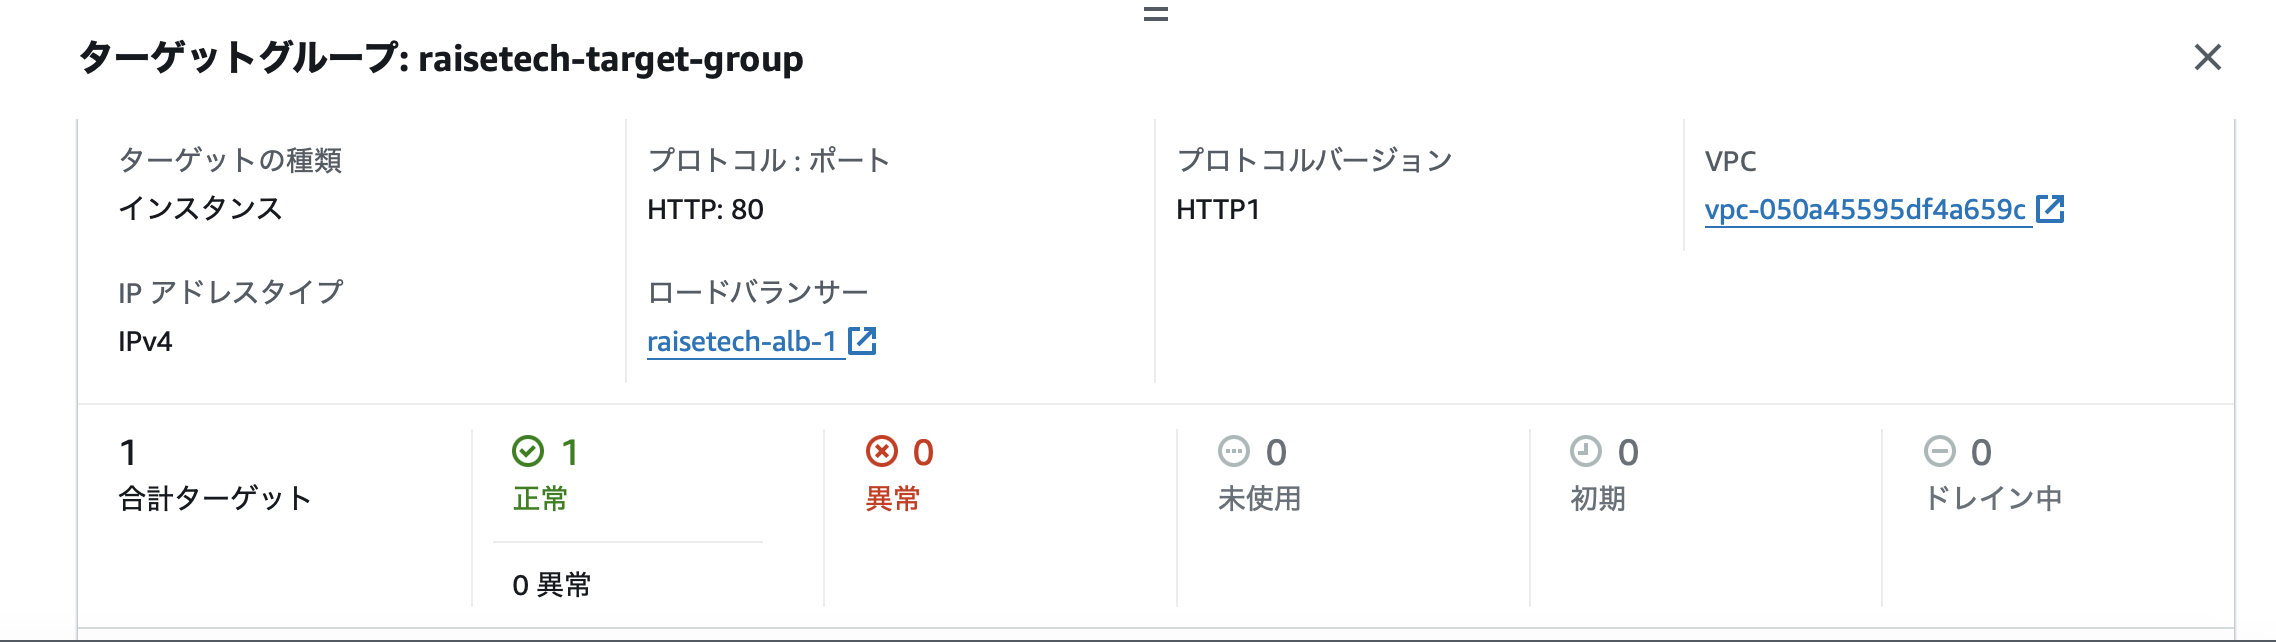 ターゲットグループ: raisetech-target-group
ターゲットの種類
インスタンス
プロトコル : ポート
HTTP: 80
プロトコルバージョン
HTTP1
VPC
vpc-050a45595df4a659c
IP アドレスタイプ
IPv4
ロードバランサー
raisetech-alb-1
1
合計ターゲット
1
正常
0 異常
0
異常
0
未使用
0
初期
0
ドレイン中